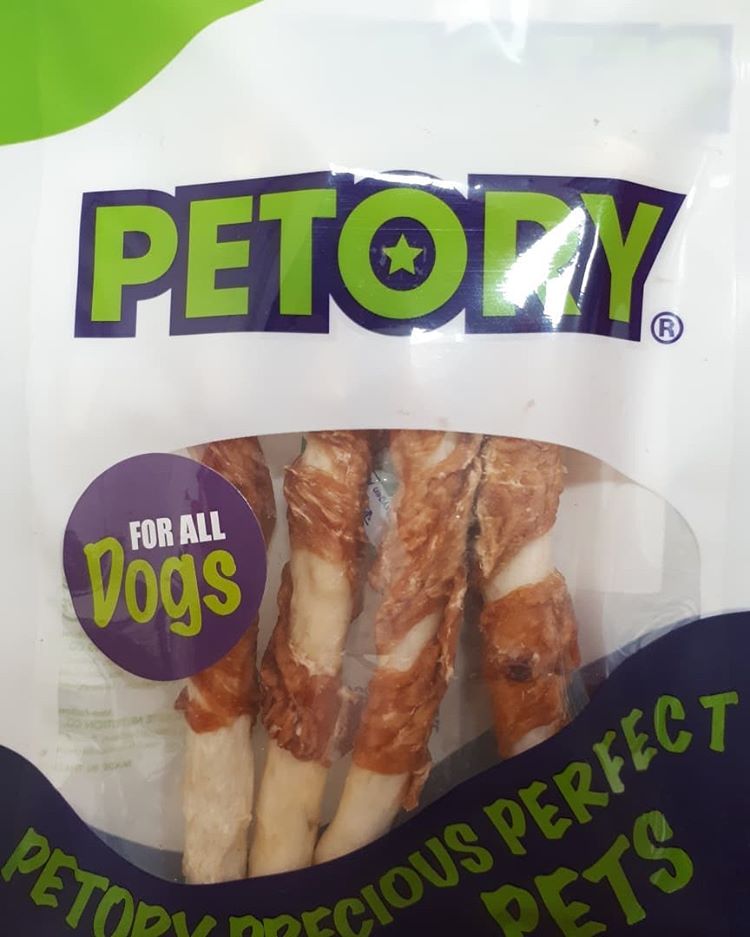 PETORY
®
FOR ALL
Dogs
PETORY PRECIOUS PERFECT
PETS